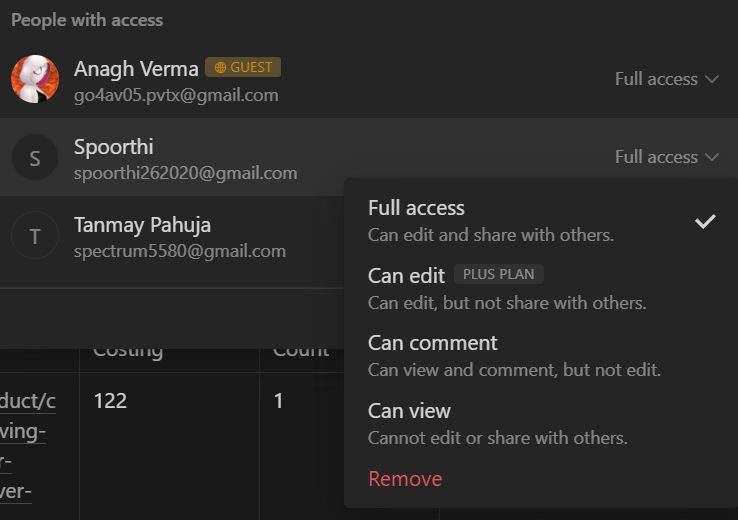 People with access
Anagh Verma GUEST
go4av05.pvtx@gmail.com
Full access
S
Spoorthi
spoorthi262020@gmail.com
Full access
T
Tanmay Pahuja
spectrum5580@gmail.com
Full access
Can edit and share with others.
Can edit PLUS PLAN
Can edit, but not share with others.
Can comment
Can view and comment, but not edit.
Can view
Cannot edit or share with others.
Remove
Costing Count
duct/c 122 1
ving-
r-
ver-